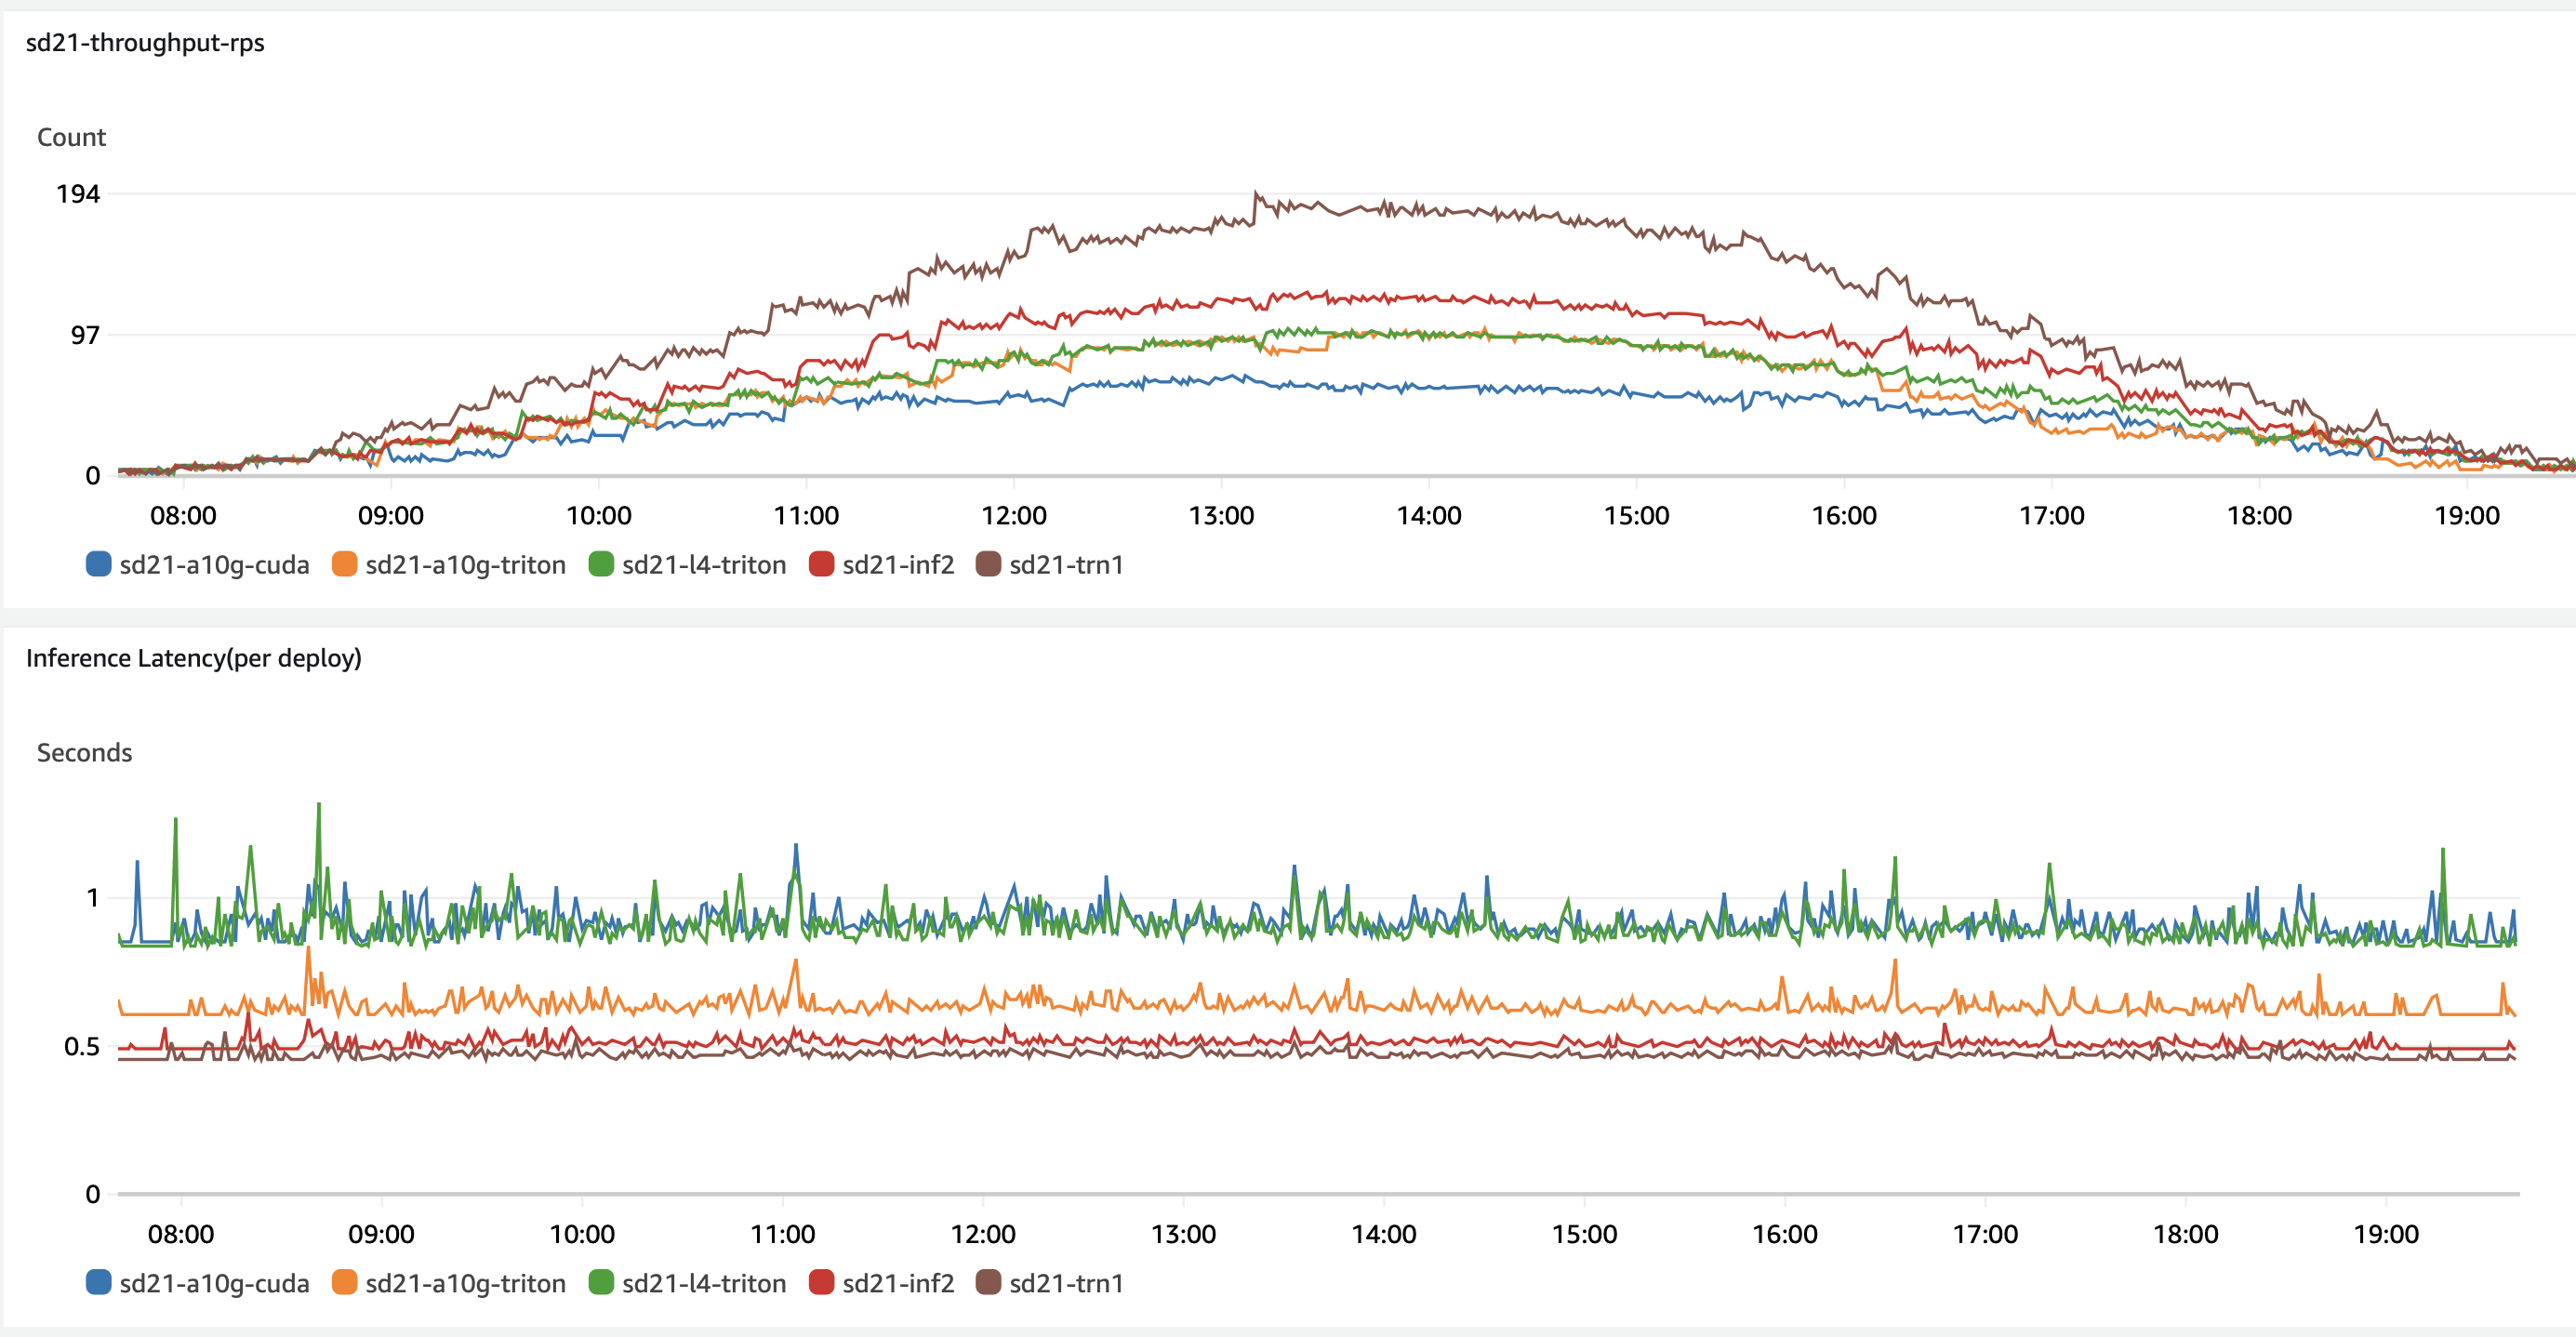 sd21-throughput-rps
Count
194
97
0
08:00 09:00 10:00 11:00 12:00 13:00 14:00 15:00 16:00 17:00 18:00 19:00
sd21-a10g-cuda sd21-a10g-triton sd21-l4-triton sd21-inf2 sd21-trn1
Inference Latency(per deploy)
Seconds
1
0.5
0
08:00 09:00 10:00 11:00 12:00 13:00 14:00 15:00 16:00 17:00 18:00 19:00
sd21-a10g-cuda sd21-a10g-triton sd21-l4-triton sd21-inf2 sd21-trn1